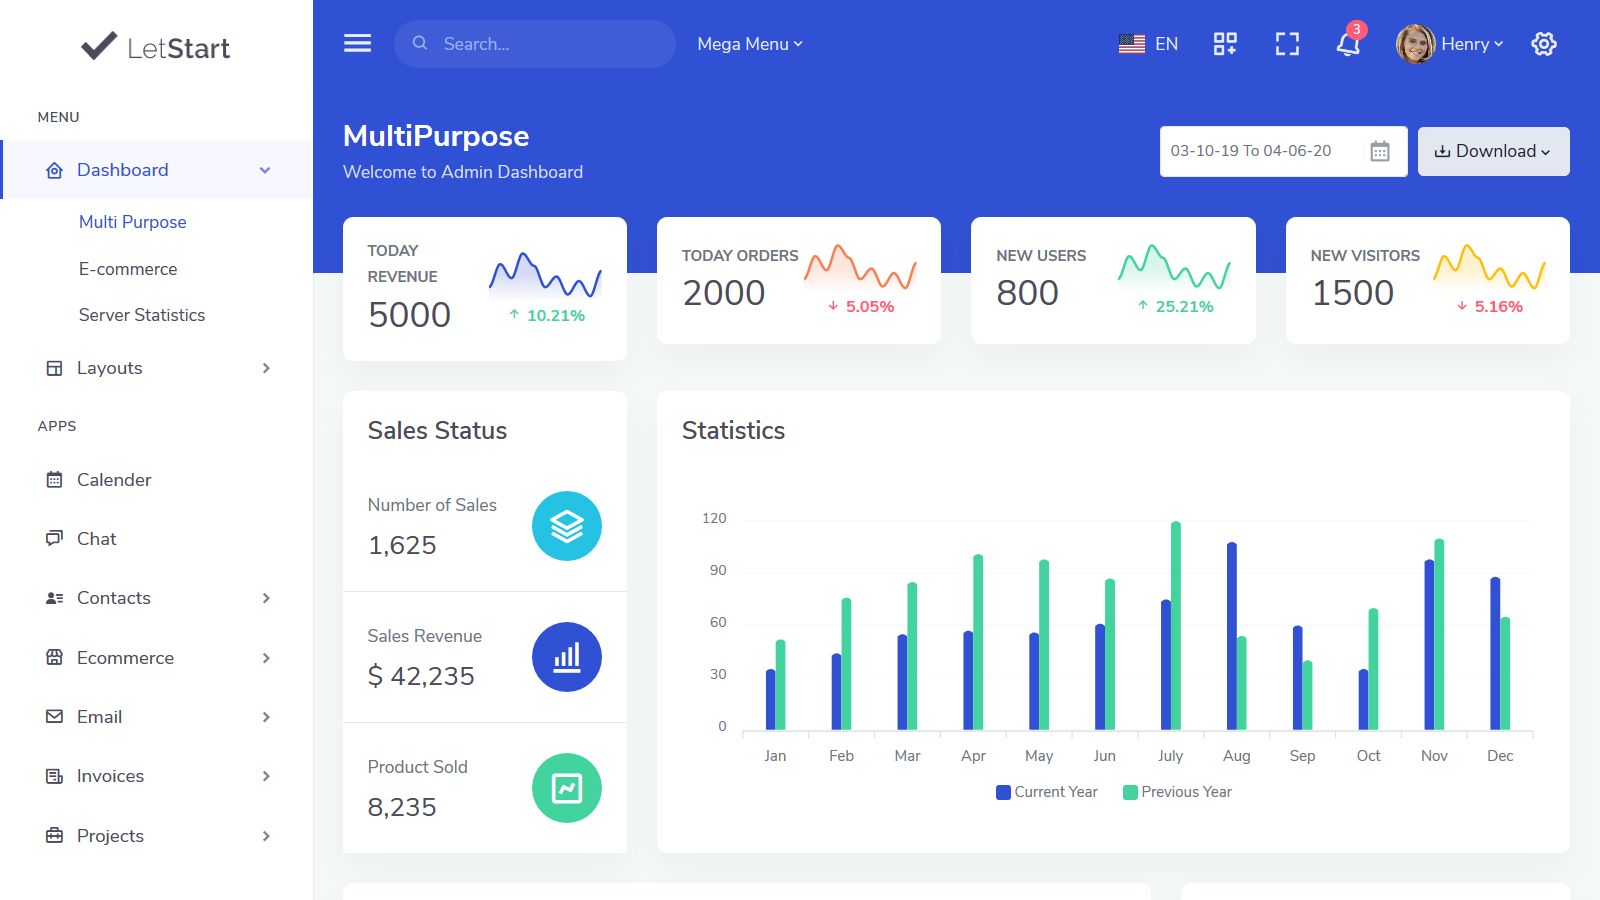 LetStart
Search...
Mega Menu
EN
3
Henry
MENU
Dashboard
Multi Purpose
E-commerce
Server Statistics
Layouts
APPS
Calender
Chat
Contacts
Ecommerce
Email
Invoices
Projects
MultiPurpose
Welcome to Admin Dashboard
03-10-19 To 04-06-20
Download
TODAY
REVENUE
5000
10.21%
TODAY ORDERS
2000
5.05%
NEW USERS
800
25.21%
NEW VISITORS
1500
5.16%
Sales Status
Number of Sales
1,625
Sales Revenue
$ 42,235
Product Sold
8,235
Statistics
120
90
60
30
0
Jan Feb Mar Apr May Jun July Aug Sep Oct Nov Dec
Current Year Previous Year